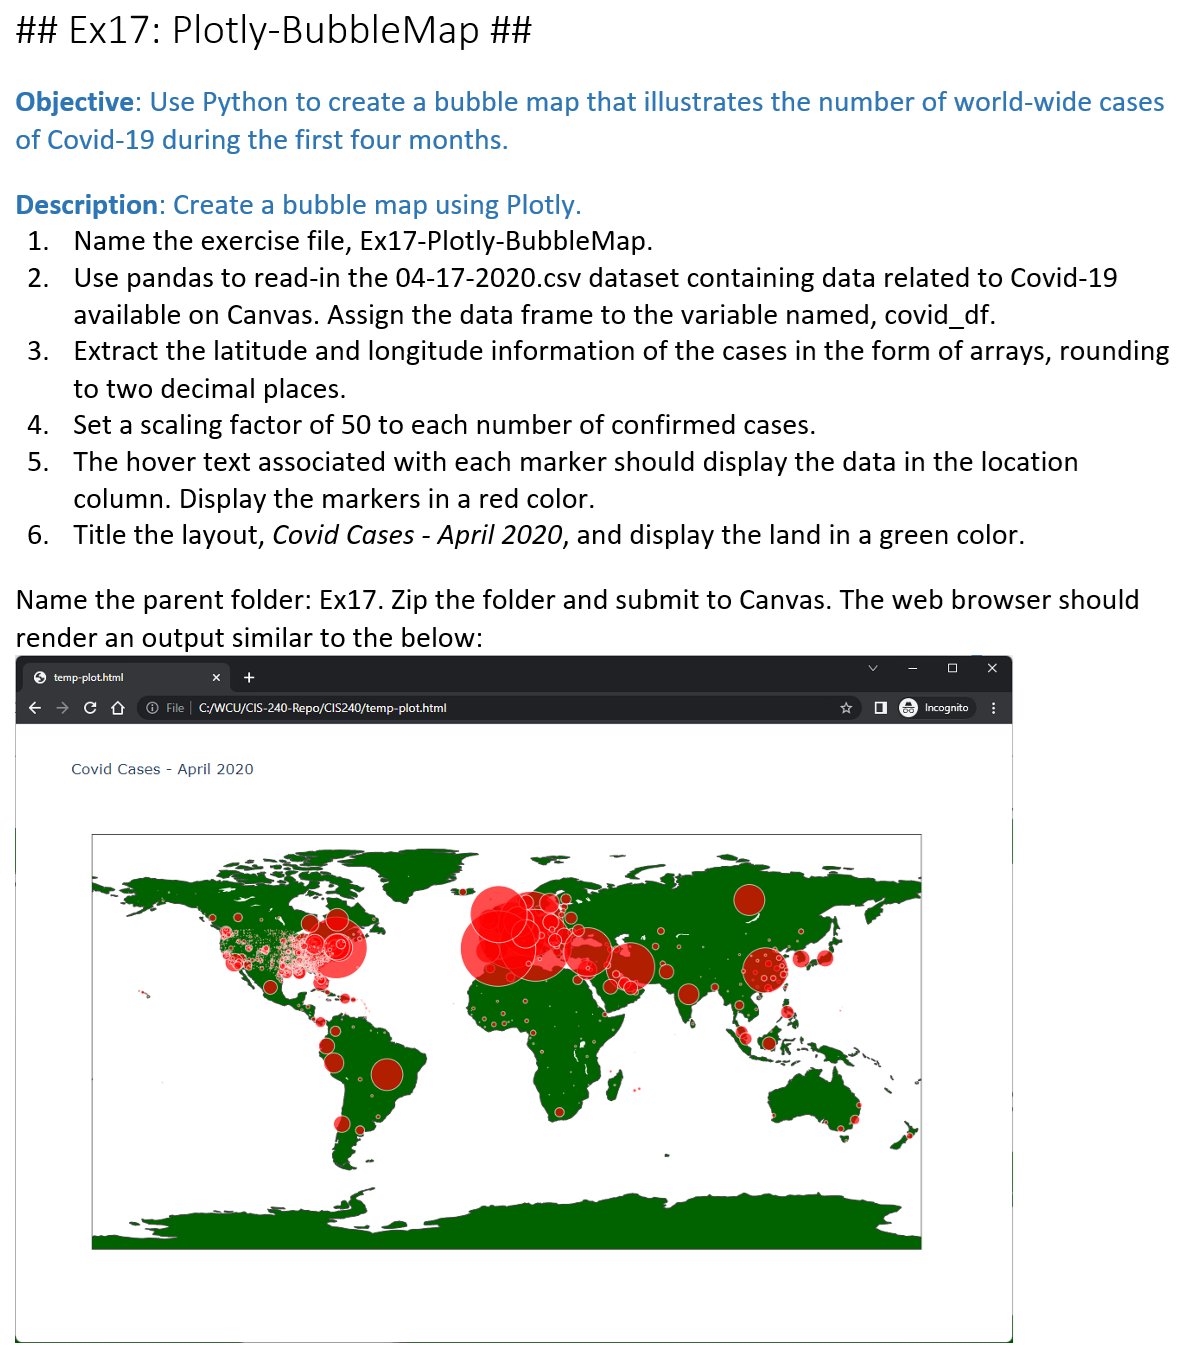 ## Ex17: Plotly-BubbleMap ##
Objective: Use Python to create a bubble map that illustrates the number of world-wide cases
of Covid-19 during the first four months.
Description: Create a bubble map using Plotly.
1. Name the exercise file, Ex17-Plotly-BubbleMap.
2. Use pandas to read-in the 04-17-2020.csv dataset containing data related to Covid-19
available on Canvas. Assign the data frame to the variable named, covid_df.
3. Extract the latitude and longitude information of the cases in the form of arrays, rounding
to two decimal places.
4. Set a scaling factor of 50 to each number of confirmed cases.
5. The hover text associated with each marker should display the data in the location
column. Display the markers in a red color.
6. Title the layout, Covid Cases - April 2020, and display the land in a green color.
Name the parent folder: Ex17. Zip the folder and submit to Canvas. The web browser should
render an output similar to the below:
temp-plot.html
File | C:/WCU/CIS-240-Repo/CIS240/temp-plot.html Incognito
Covid Cases - April 2020